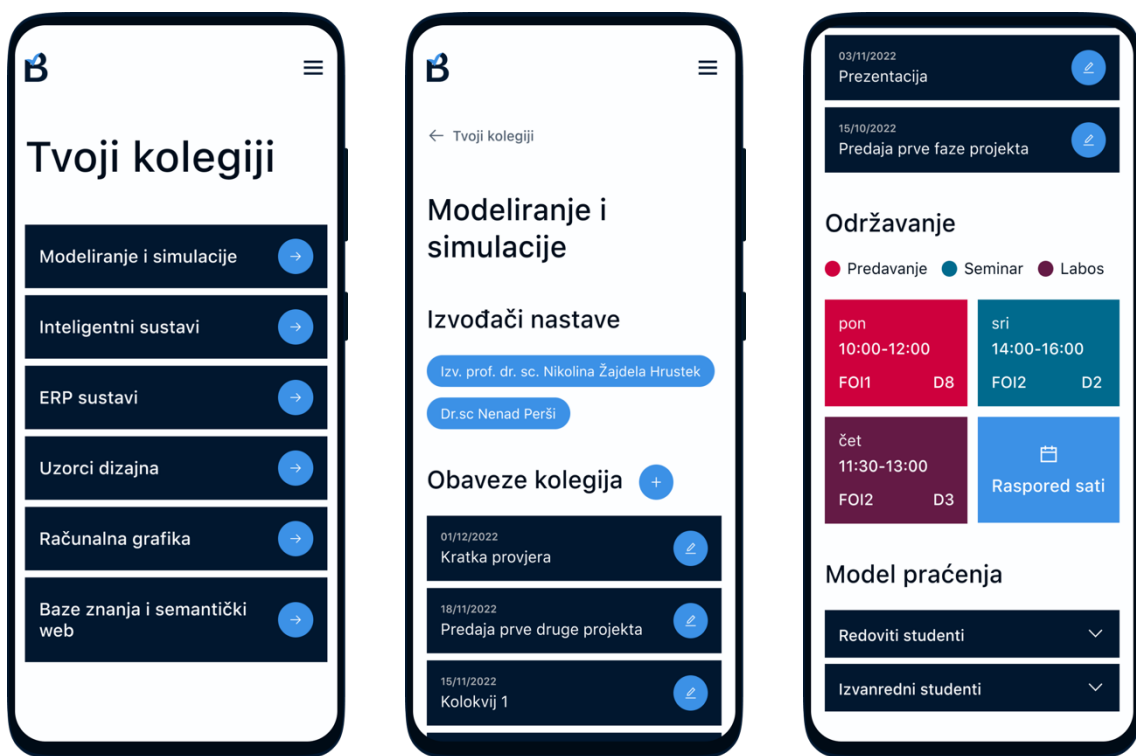 B
Tvoji kolegiji
Modeliranje i simulacije
Inteligentni sustavi
ERP sustavi
Uzorci dizajna
Računalna grafika
Baze znanja i semantički
web
B
← Tvoji kolegiji
Modeliranje i
simulacije
Izvođači nastave
Izv. prof. dr. sc. Nikolina Žajdela Hrustek
Dr.sc Nenad Perši
Obaveze kolegija +
01/12/2022
Kratka provjera
18/11/2022
Predaja prve druge projekta
15/11/2022
Kolokvij 1
03/11/2022
Prezentacija
15/10/2022
Predaja prve faze projekta
Održavanje
Predavanje Seminar Labos
pon
10:00-12:00
FOI1 D8
sri
14:00-16:00
FOI2 D2
čet
11:30-13:00
FOI2 D3
Raspored sati
Model praćenja
Redoviti studenti
Izvanredni studenti